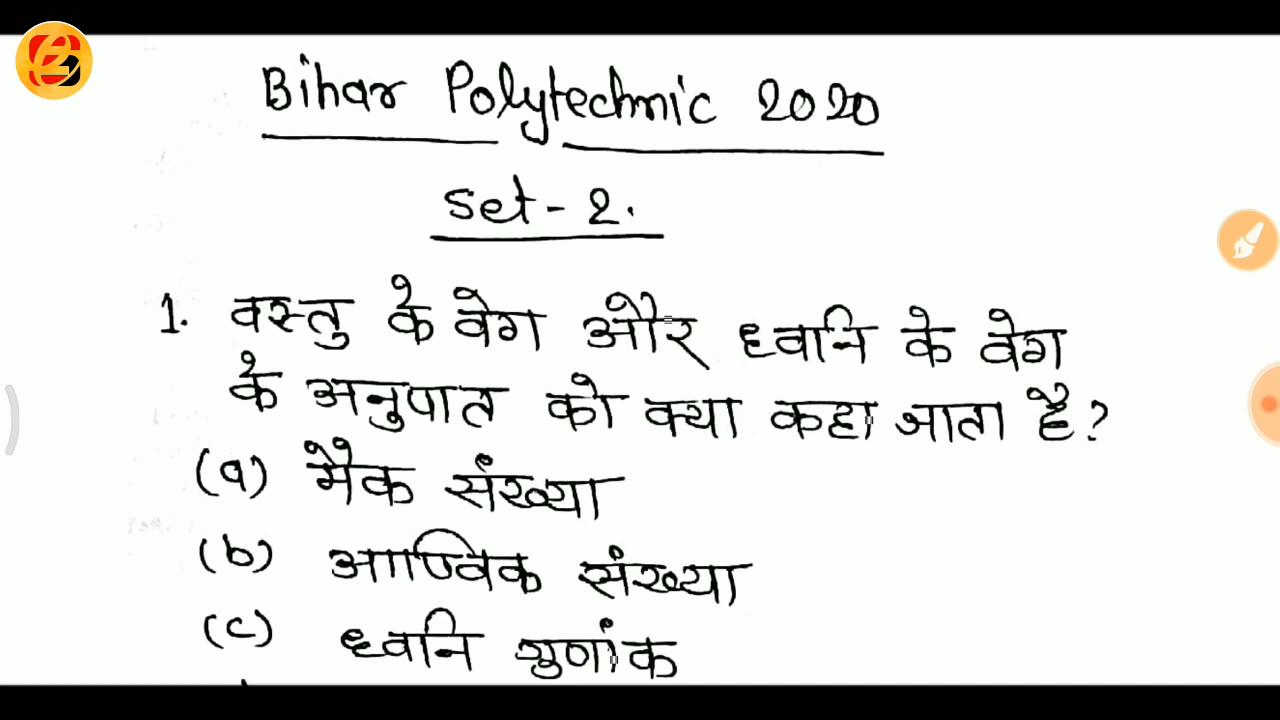 Bihar Polytechnic 2020
Set - 2.
1. वस्तु के वेग और ध्वनि के वेग
के अनुपात को क्या कहा जाता है?
(a) मैक संख्या
(b) आण्विक संख्या
(c) ध्वनि गुणांक